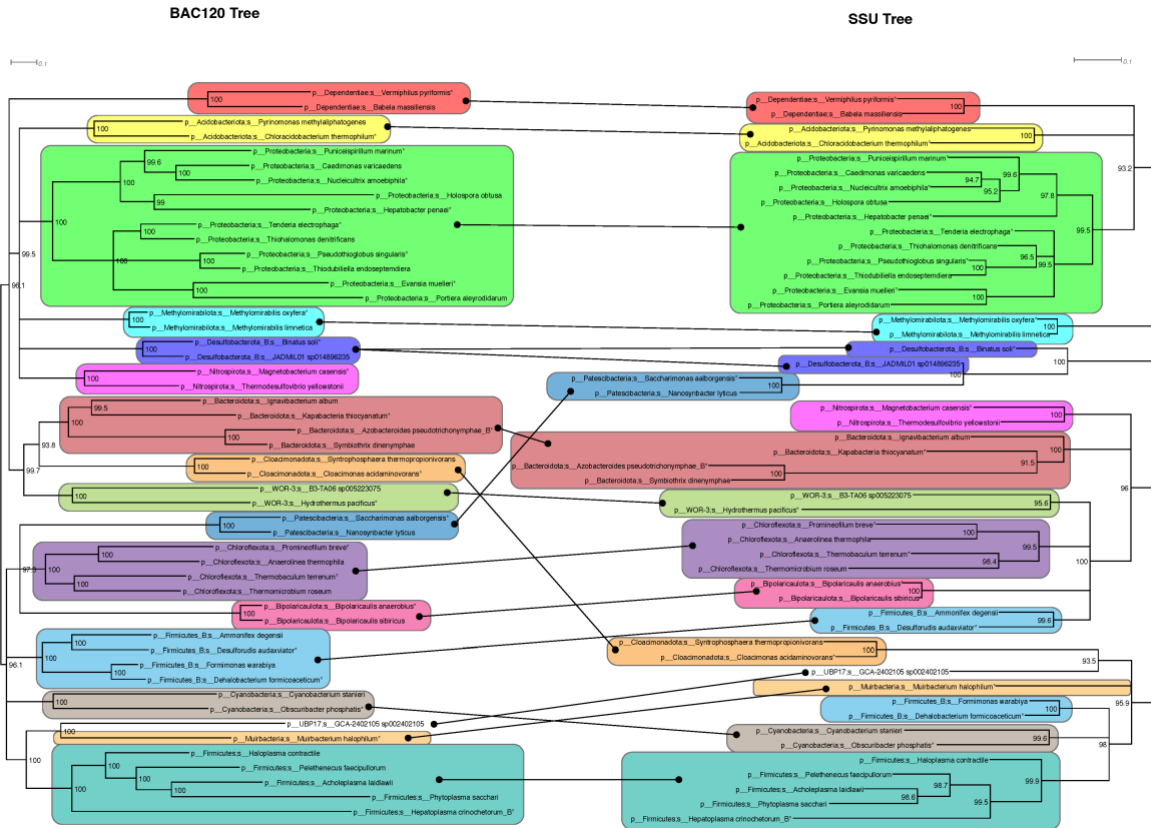 BAC120 Tree
0.1
p__Dependentiae;s__Vermiphilus pyriformis*
100
p__Dependentiae;s__Babela massiliensis
p__Acidobacteriota;s__Pyrinomonas methylaliphatogenes
100
p__Acidobacteriota;s__Chloracidobacterium thermophilum*
p__Proteobacteria;s__Puniceispirillum marinum*
99.6
p__Proteobacteria;s__Caedimonas varicaedens
100
p__Proteobacteria;s__Nucleicultrix amoebiphila*
100
p__Proteobacteria;s__Holospora obtusa
99
p__Proteobacteria;s__Hepatobacter penaei*
100
p__Proteobacteria;s__Tenderia electrophaga*
100
p__Proteobacteria;s__Thiohalomonas denitrificans
p__Proteobacteria;s__Pseudothioglobus singularis*
100
100
p__Proteobacteria;s__Thiodubiliella endoseptemdiera
p__Proteobacteria;s__Evansia muelleri*
100
p__Proteobacteria;s__Portiera aleyrodidarum
99.5
96.1
p__Methylomirabilota;s__Methylomirabilis oxyfera*
100
p__Methylomirabilota;s__Methylomirabilis limnetica
p__Desulfobacterota_B;s__Binatus soli*
100
p__Desulfobacterota_B;s__JADMIL01 sp014896235
p__Nitrospirota;s__Magnetobacterium casensis*
100
p__Nitrospirota;s__Thermodesulfovibrio yellowstonii
p__Bacteroidota;s__Ignavibacterium album
99.5
p__Bacteroidota;s__Kapabacteria thiocyanatum*
100
p__Bacteroidota;s__Azobacteroides pseudotrichonymphae_B*
100
p__Bacteroidota;s__Symbiothrix dinenymphae
93.8
p__Cloacimonadota;s__Syntrophosphaera thermopropionivorans
100
p__Cloacimonadota;s__Cloacimonas acidaminovorans*
99.7
p__WOR-3;s__B3-TA06 sp005223075
100
p__WOR-3;s__Hydrothermus pacificus*
p__Patescibacteria;s__Saccharimonas aalborgensis*
100
p__Patescibacteria;s__Nanosynbacter lyticus
p__Chloroflexota;s__Promineofilum breve*
100
p__Chloroflexota;s__Anaerolinea thermophila
97.3
100
p__Chloroflexota;s__Thermobaculum terrenum*
100
p__Chloroflexota;s__Thermomicrobium roseum
p__Bipolaricaulota;s__Bipolaricaulis anaerobius*
100
p__Bipolaricaulota;s__Bipolaricaulis sibiricus
p__Firmicutes_B;s__Ammonifex degensii
100
p__Firmicutes_B;s__Desulforudis audaxviator*
100
p__Firmicutes_B;s__Formimonas warabiya
100
p__Firmicutes_B;s__Dehalobacterium formicoaceticum*
96.1
p__Cyanobacteria;s__Cyanobacterium stanieri
100
p__Cyanobacteria;s__Obscuribacter phosphatis*
p__UBP17;s__GCA-2402105 sp002402105
100
p__Muirbacteria;s__Muirbacterium halophilum*
100
p__Firmicutes;s__Haloplasma contractile
100
p__Firmicutes;s__Pelethenecus faecipullorum
100
p__Firmicutes;s__Acholeplasma laidlawii
100
100
p__Firmicutes;s__Phytoplasma sacchari
p__Firmicutes;s__Hepatoplasma crinochetorum_B*
SSU Tree
0.1
p__Dependentiae;s__Vermiphilus pyriformis*
100
p__Dependentiae;s__Babela massiliensis
p__Acidobacteriota;s__Pyrinomonas methylaliphatogenes
100
p__Acidobacteriota;s__Chloracidobacterium thermophilum*
93.2
p__Proteobacteria;s__Puniceispirillum marinum*
99.6
p__Proteobacteria;s__Caedimonas varicaedens
94.7
p__Proteobacteria;s__Nucleicultrix amoebiphila*
95.2
97.8
p__Proteobacteria;s__Holospora obtusa
p__Proteobacteria;s__Hepatobacter penaei*
99.5
p__Proteobacteria;s__Tenderia electrophaga*
p__Proteobacteria;s__Thiohalomonas denitrificans
96.5
p__Proteobacteria;s__Pseudothioglobus singularis*
100
99.5
p__Proteobacteria;s__Thiodubiliella endoseptemdiera
p__Proteobacteria;s__Evansia muelleri*
100
p__Proteobacteria;s__Portiera aleyrodidarum
p__Methylomirabilota;s__Methylomirabilis oxyfera*
100
p__Methylomirabilota;s__Methylomirabilis limnetica
p__Desulfobacterota_B;s__Binatus soli*
p__Desulfobacterota_B;s__JADMIL01 sp014896235
100
100
p__Patescibacteria;s__Saccharimonas aalborgensis*
100
p__Patescibacteria;s__Nanosynbacter lyticus
p__Nitrospirota;s__Magnetobacterium casensis*
100
p__Nitrospirota;s__Thermodesulfovibrio yellowstonii
p__Bacteroidota;s__Ignavibacterium album
100
p__Bacteroidota;s__Kapabacteria thiocyanatum*
91.5
p__Bacteroidota;s__Azobacteroides pseudotrichonymphae_B*
100
p__Bacteroidota;s__Symbiothrix dinenymphae
96
p__WOR-3;s__B3-TA06 sp005223075
95.6
p__WOR-3;s__Hydrothermus pacificus*
p__Chloroflexota;s__Promineofilum breve*
100
p__Chloroflexota;s__Anaerolinea thermophila
99.5
p__Chloroflexota;s__Thermobaculum terrenum*
98.4
p__Chloroflexota;s__Thermomicrobium roseum
100
p__Bipolaricaulota;s__Bipolaricaulis anaerobius*
100
p__Bipolaricaulota;s__Bipolaricaulis sibiricus
p__Firmicutes_B;s__Ammonifex degensii
99.6
p__Firmicutes_B;s__Desulforudis audaxviator*
p__Cloacimonadota;s__Syntrophosphaera thermopropionivorans
100
p__Cloacimonadota;s__Cloacimonas acidaminovorans*
93.5
p__UBP17;s__GCA-2402105 sp002402105
p__Muirbacteria;s__Muirbacterium halophilum*
95.9
p__Firmicutes_B;s__Formimonas warabiya
100
p__Firmicutes_B;s__Dehalobacterium formicoaceticum*
p__Cyanobacteria;s__Cyanobacterium stanieri
99.6
p__Cyanobacteria;s__Obscuribacter phosphatis*
98
p__Firmicutes;s__Haloplasma contractile
p__Firmicutes;s__Pelethenecus faecipullorum
98.7
99.9
p__Firmicutes;s__Acholeplasma laidlawii
98.6
p__Firmicutes;s__Phytoplasma sacchari
99.5
p__Firmicutes;s__Hepatoplasma crinochetorum_B*